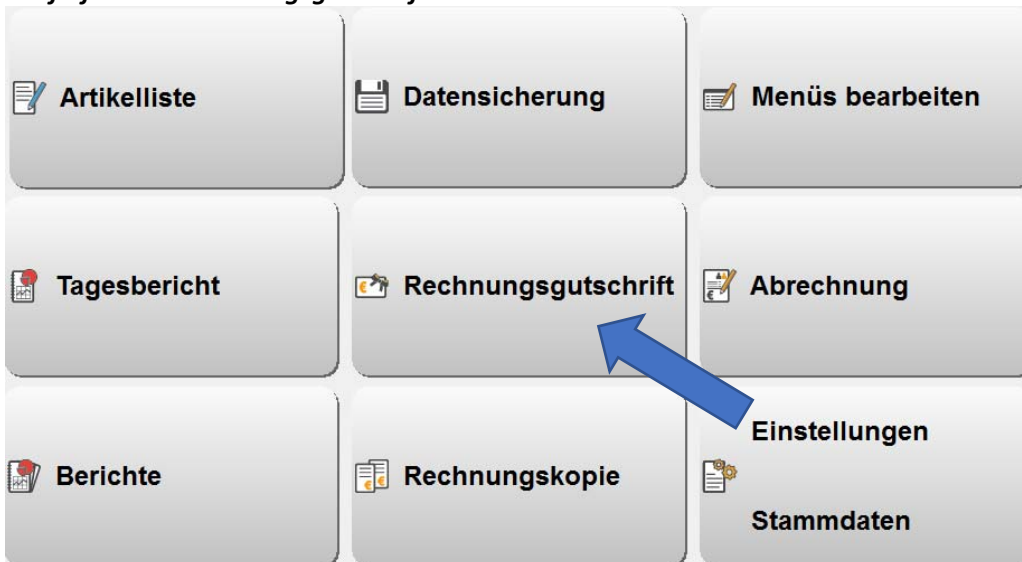 Artikelliste
Datensicherung
Menüs bearbeiten
Tagesbericht
Rechnungsgutschrift
Abrechnung
Berichte
Rechnungskopie
Einstellungen
Stammdaten